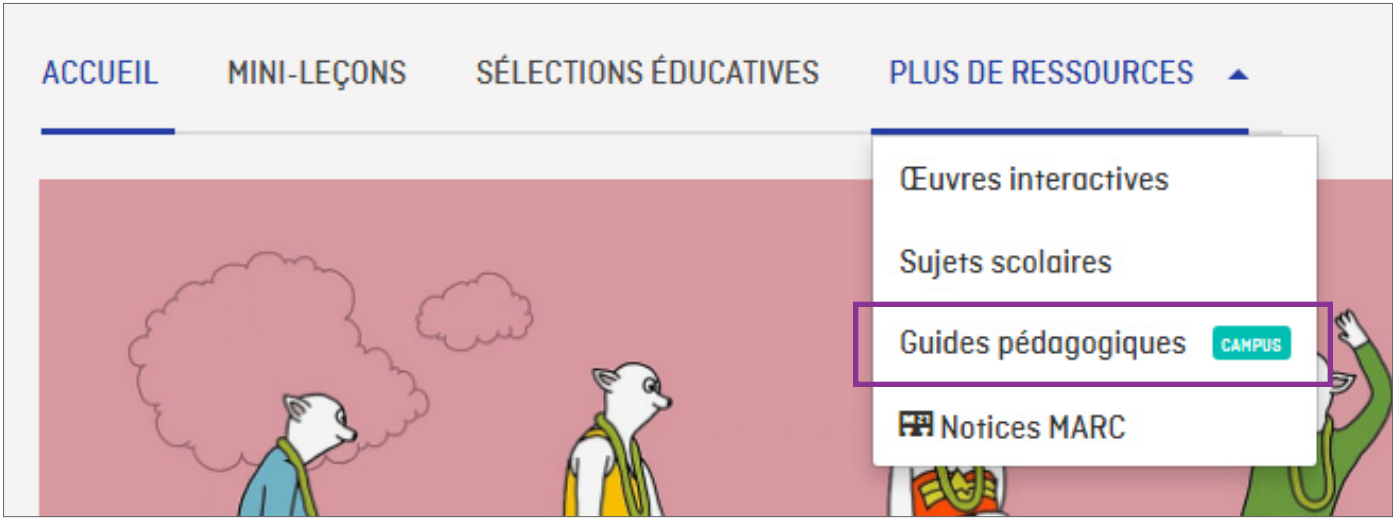 ACCUEIL MINI-LEÇONS SÉLECTIONS ÉDUCATIVES PLUS DE RESSOURCES
Œuvres interactives
Sujets scolaires
Guides pédagogiques CAMPUS
Notices MARC